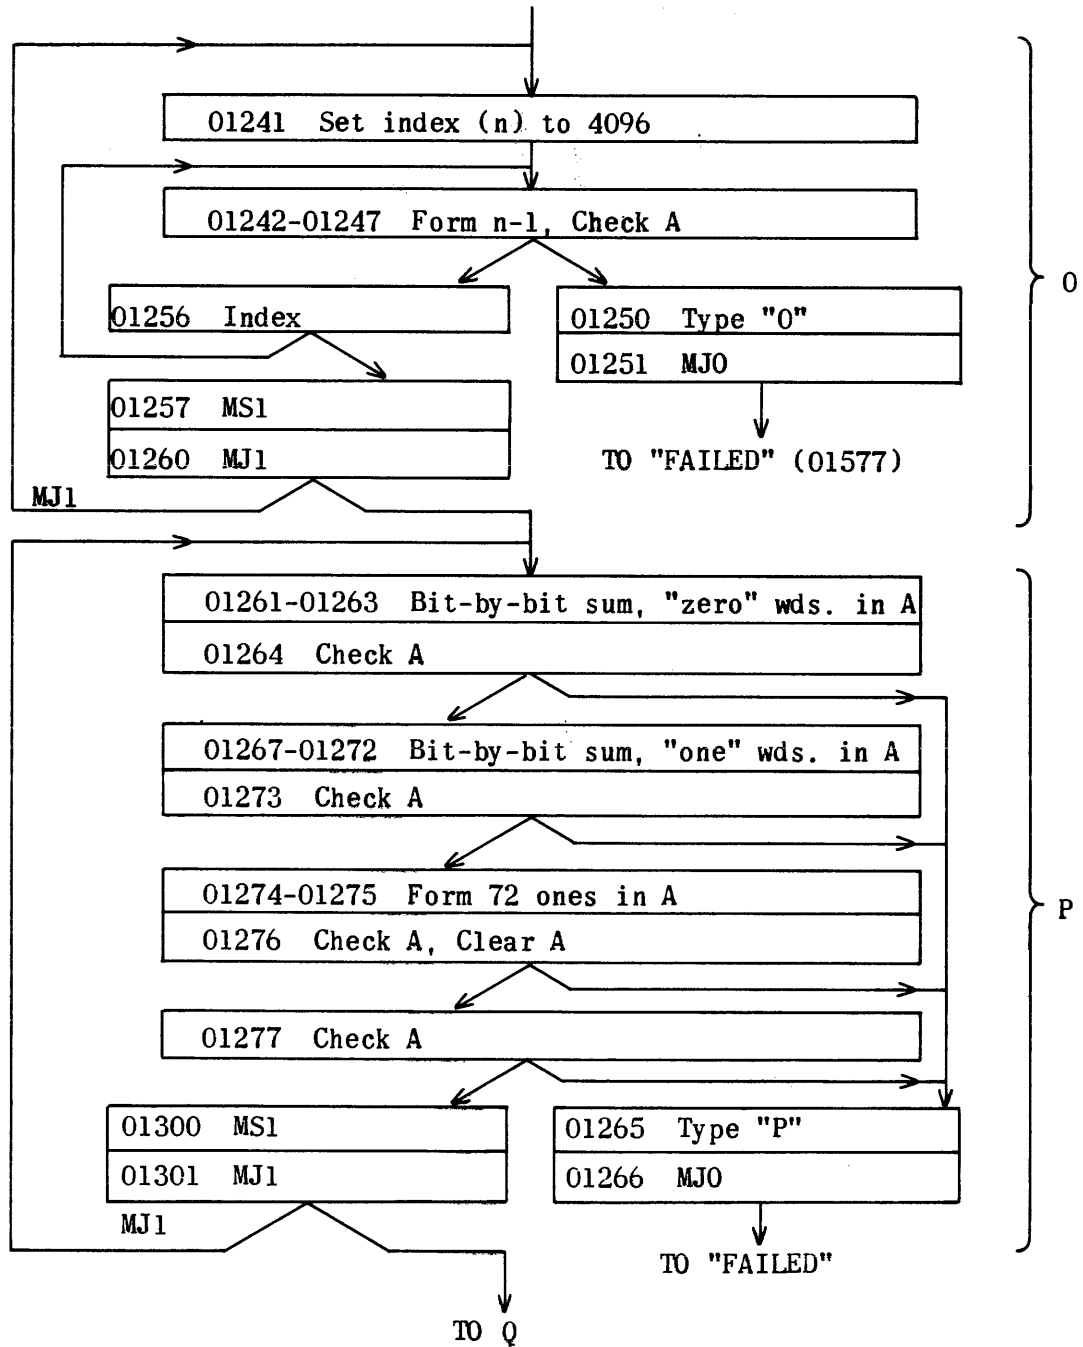 01241 Set index (n) to 4096
01242-01247 Form n-1, Check A
01256 Index
01250 Type "O"
01251 MJO
O
01257 MS1
01260 MJ1
TO "FAILED" (01577)
MJ1
01261-01263 Bit-by-bit sum, "zero" wds. in A
01264 Check A
01267-01272 Bit-by-bit sum, "one" wds. in A
01273 Check A
01274-01275 Form 72 ones in A
01276 Check A, Clear A
P
01277 Check A
01300 MS1
01301 MJ1
01265 Type "P"
01266 MJO
MJ1
TO "FAILED"
TO Q